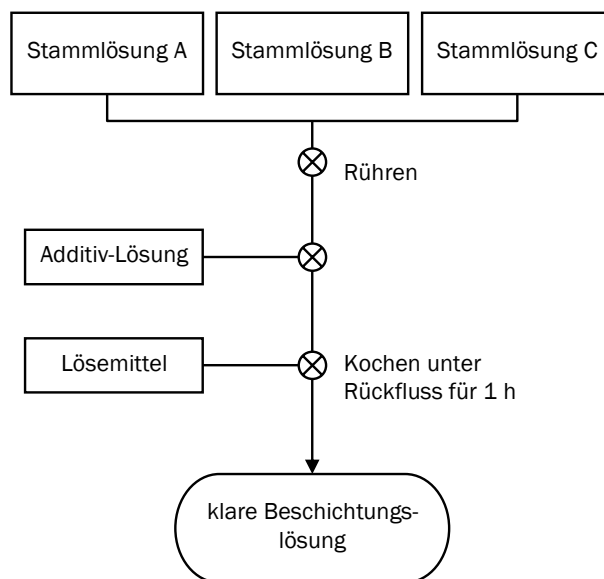 Stammlösung A
Stammlösung B
Stammlösung C
Rühren
Additiv-Lösung
Lösemittel
Kochen unter
Rückfluss für 1 h
klare Beschichtungs-
lösung